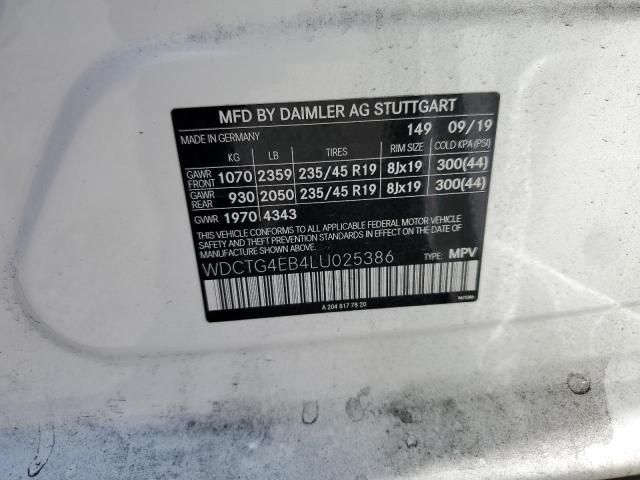 MFD BY DAIMLER AG STUTTGART
MADE IN GERMANY 149 09/19
KG LB TIRES RIM SIZE COLD KPA (PSI)
GAWR FRONT 1070 2359 235/45 R19 8Jx19 300(44)
GAWR REAR 930 2050 235/45 R19 8Jx19 300(44)
GVWR 1970 4343
THIS VEHICLE CONFORMS TO ALL APPLICABLE FEDERAL MOTOR VEHICLE
SAFETY, BUMPER, AND THEFT PREVENTION STANDARDS IN EFFECT ON THE DATE OF
MANUFACTURE SHOWN ABOVE.
WDCTG4EB4LU025386 TYPE: MPV
A 204 817 75 20